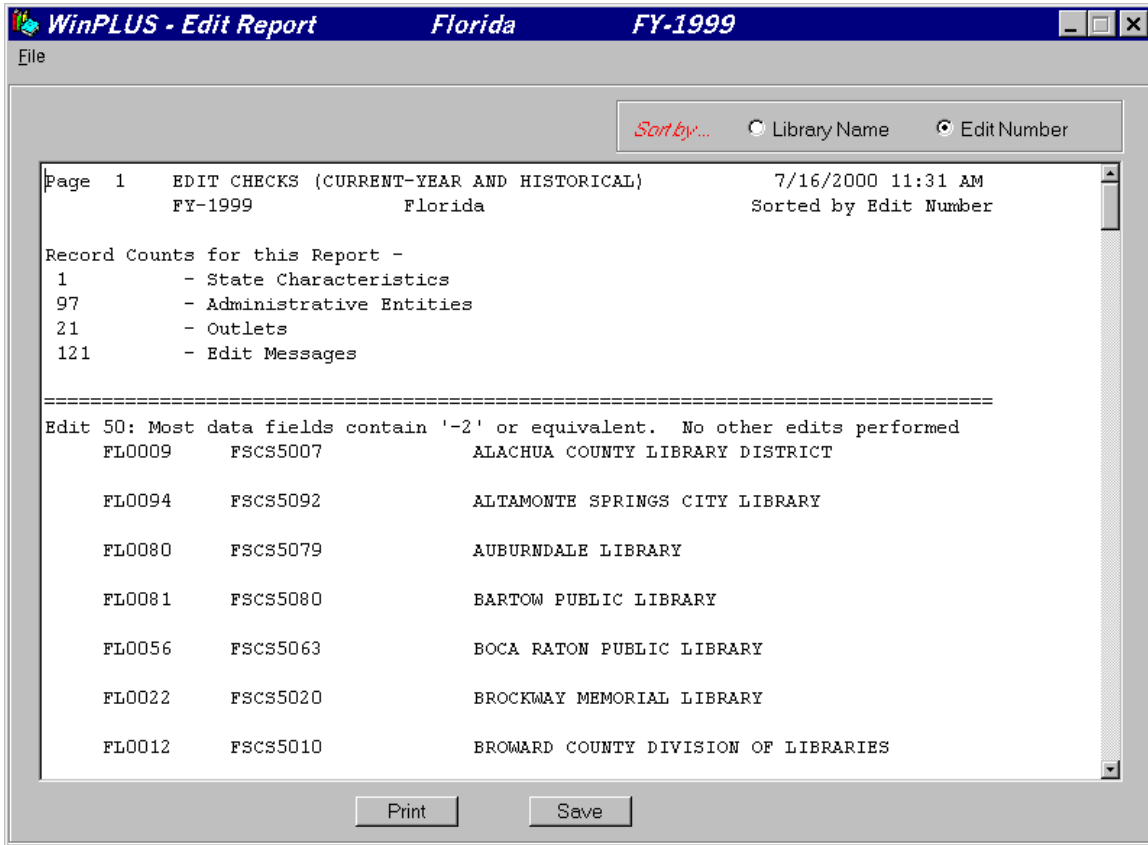 WinPLUS - Edit Report Florida FY-1999
File
Sort by... Library Name Edit Number
Page 1 EDIT CHECKS (CURRENT-YEAR AND HISTORICAL) 7/16/2000 11:31 AM
FY-1999 Florida Sorted by Edit Number
Record Counts for this Report -
1 - State Characteristics
97 - Administrative Entities
21 - Outlets
121 - Edit Messages
==================================================================================
Edit 50: Most data fields contain '-2' or equivalent. No other edits performed
FL0009 FSCS5007 ALACHUA COUNTY LIBRARY DISTRICT
FL0094 FSCS5092 ALTAMONTE SPRINGS CITY LIBRARY
FL0080 FSCS5079 AUBURNDALE LIBRARY
FL0081 FSCS5080 BARTOW PUBLIC LIBRARY
FL0056 FSCS5063 BOCA RATON PUBLIC LIBRARY
FL0022 FSCS5020 BROCKWAY MEMORIAL LIBRARY
FL0012 FSCS5010 BROWARD COUNTY DIVISION OF LIBRARIES
Print Save